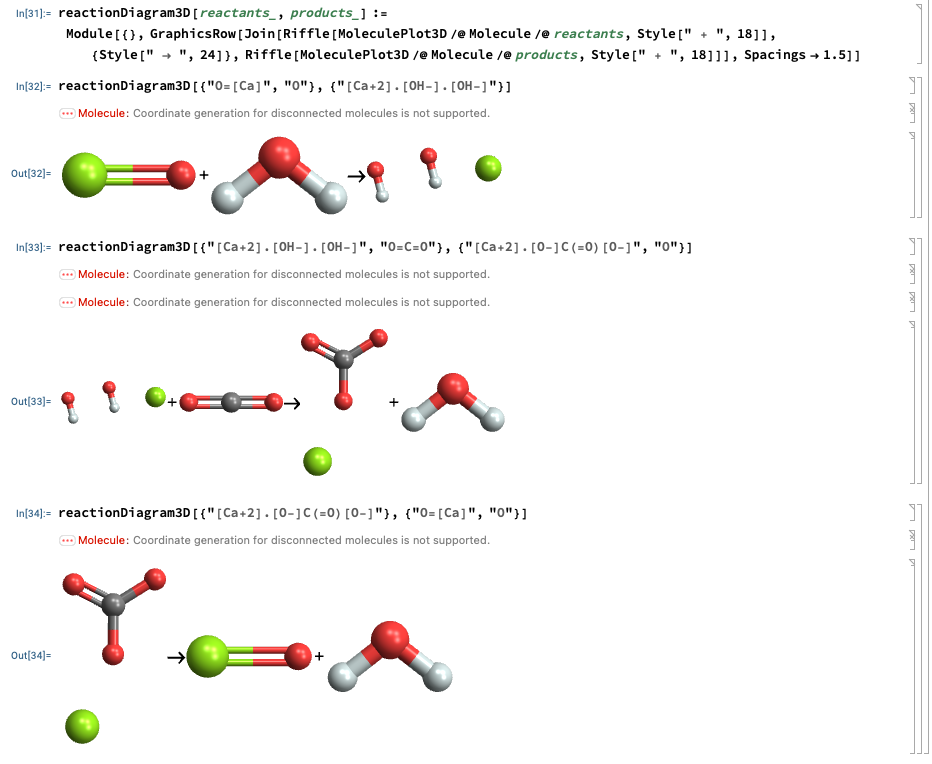 In[31]:= reactionDiagram3D[reactants_, products_] :=
Module[{}, GraphicsRow[Join[Riffle[MoleculePlot3D /@ Molecule /@ reactants, Style[" + ", 18]],
{Style[" → ", 24]}, Riffle[MoleculePlot3D /@ Molecule /@ products, Style[" + ", 18]]], Spacings → 1.5]]
In[32]:= reactionDiagram3D[{"O=[Ca]", "O"}, {"[Ca+2].[OH-].[OH-]"}]
Molecule: Coordinate generation for disconnected molecules is not supported.
Out[32]= + →
In[33]:= reactionDiagram3D[{"[Ca+2].[OH-].[OH-]", "O=C=O"}, {"[Ca+2].[O-]C(=O)[O-]", "O"}]
Molecule: Coordinate generation for disconnected molecules is not supported.
Molecule: Coordinate generation for disconnected molecules is not supported.
Out[33]= + → +
In[34]:= reactionDiagram3D[{"[Ca+2].[O-]C(=O)[O-]"}, {"O=[Ca]", "O"}]
Molecule: Coordinate generation for disconnected molecules is not supported.
Out[34]= → +